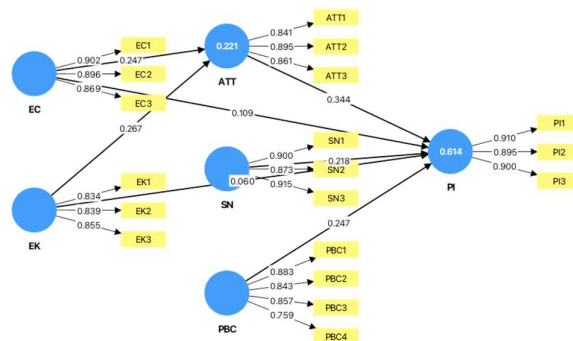 EC1
0.902
0.247
0.896
EC2
0.869
EC3
EC
0.221
ATT
0.841
ATT1
0.895
ATT2
0.861
ATT3
0.344
0.109
0.267
0.900
SN1
0.218
0.873
SN2
0.060
0.915
SN3
SN
0.614
PI
0.910
PI1
0.895
PI2
0.900
PI3
0.834
EK1
0.839
EK2
0.855
EK3
EK
0.247
0.883
PBC1
0.843
PBC2
0.857
PBC3
0.759
PBC4
PBC